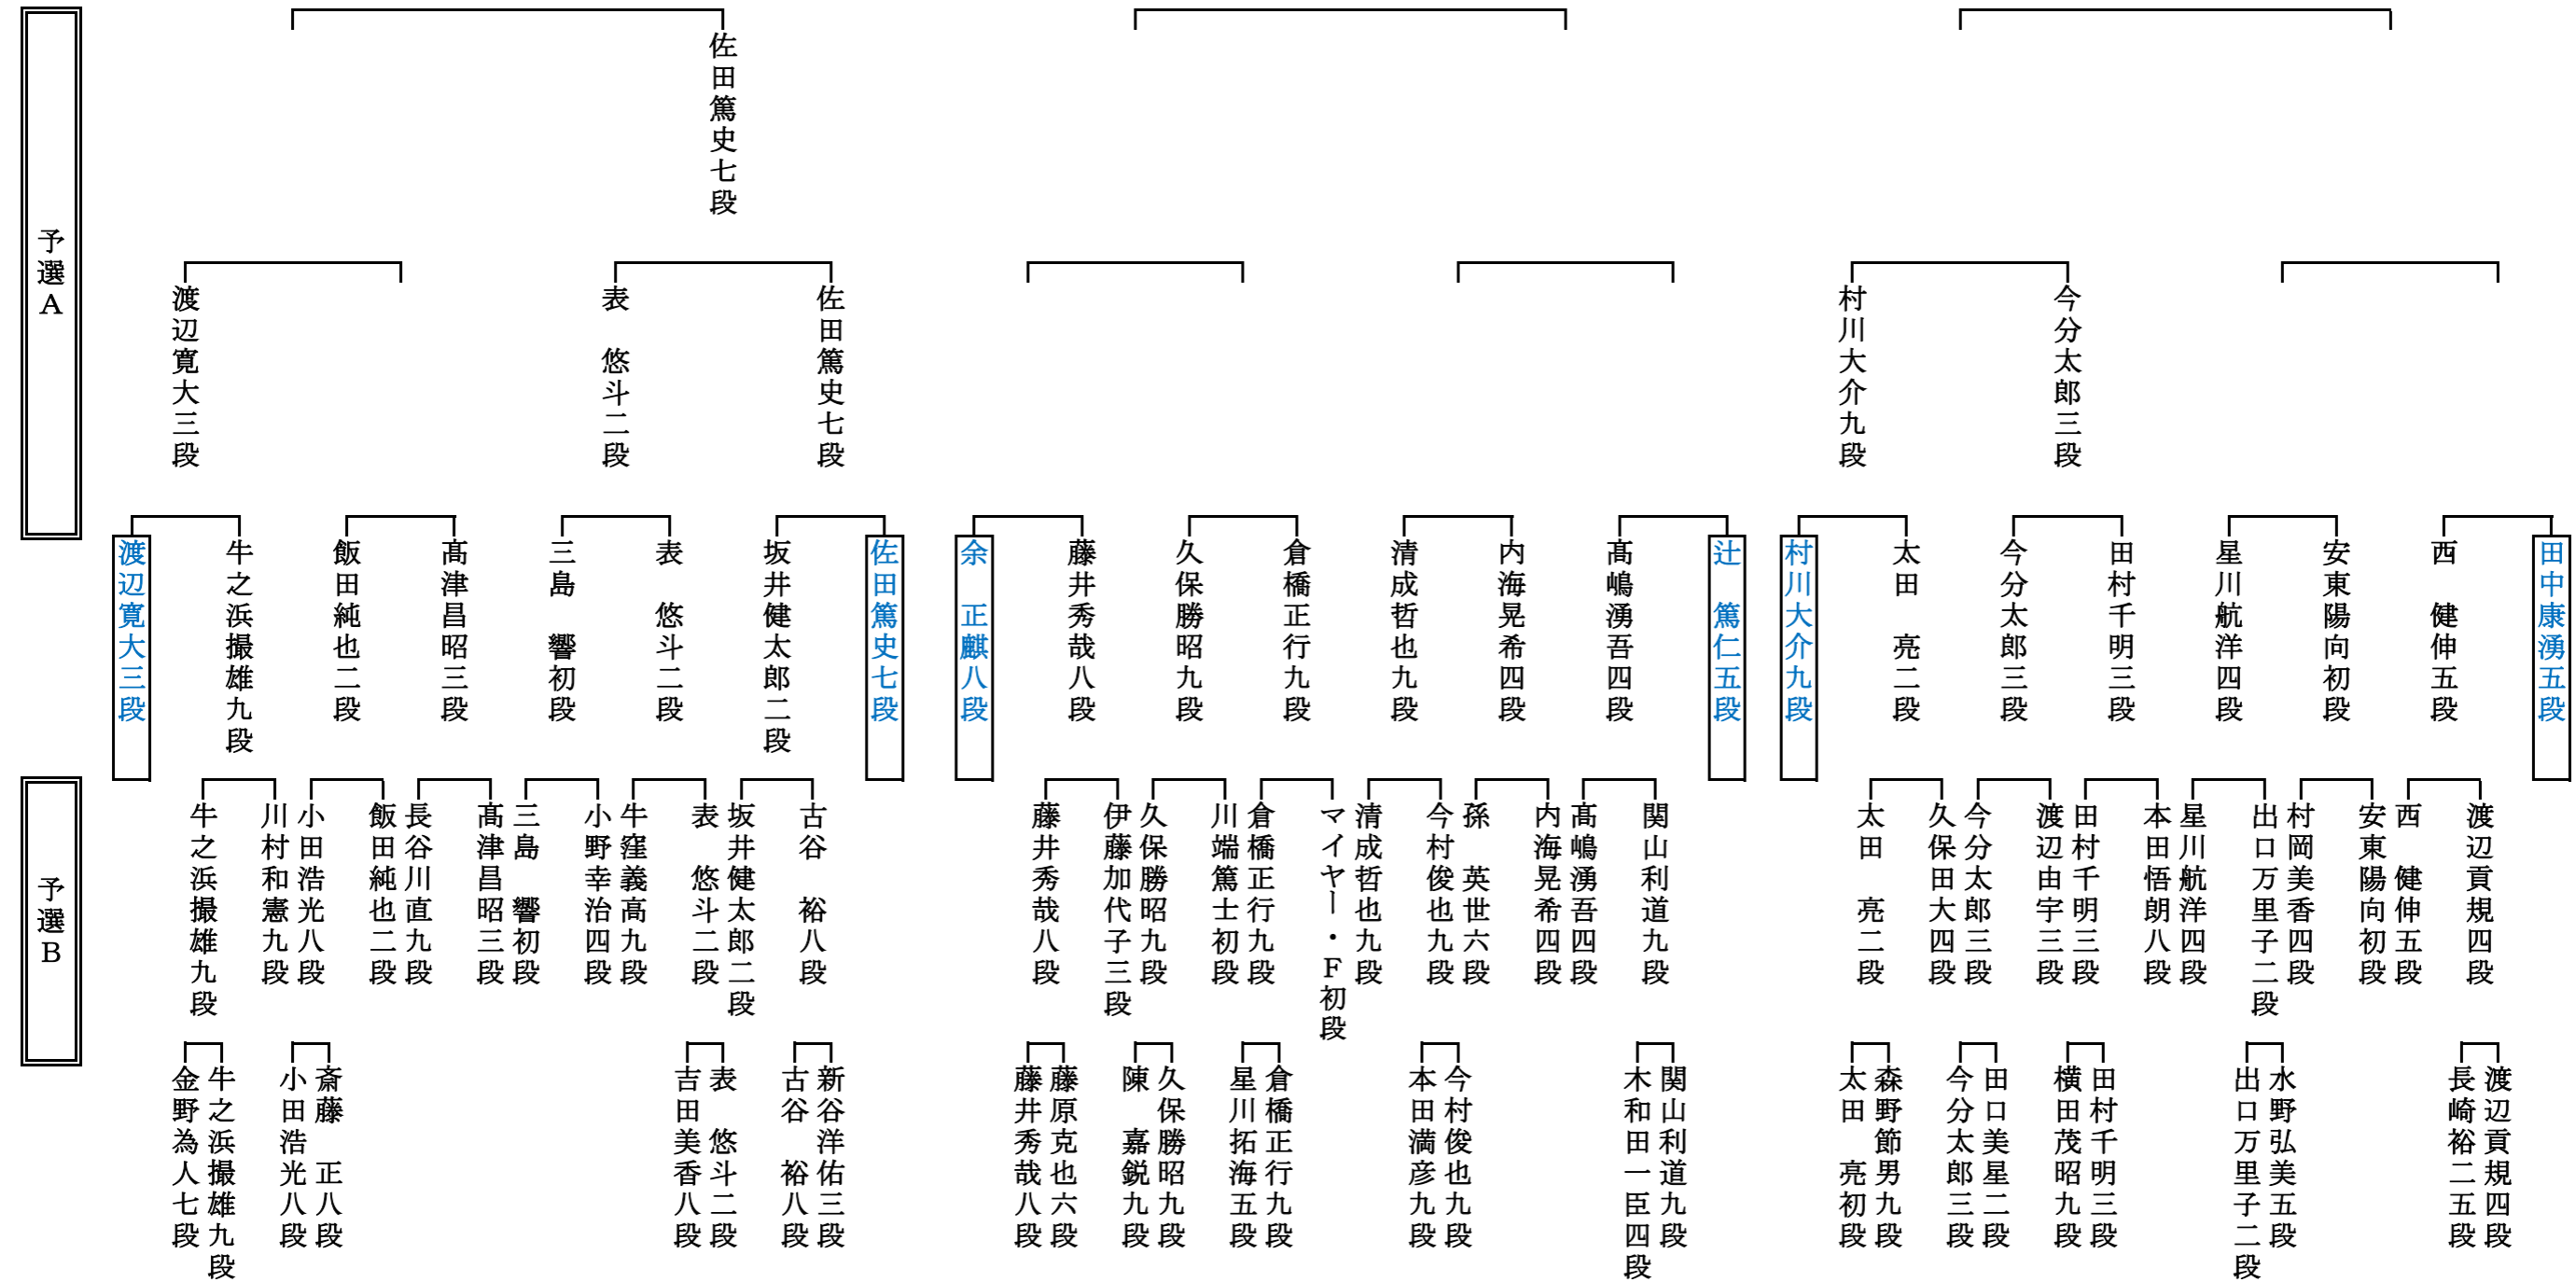 予選A
佐田篤史七段
渡辺寛大三段
表　悠斗二段
佐田篤史七段
村川大介九段
今分太郎三段
渡辺寛大三段
牛之浜撮雄九段
飯田純也二段
髙津昌昭三段
三島　響初段
表　悠斗二段
坂井健太郎二段
佐田篤史七段
余　正麒八段
藤井秀哉八段
久保勝昭九段
倉橋正行九段
清成哲也九段
内海晃希四段
髙嶋湧吾四段
辻　篤仁五段
村川大介九段
太田　亮二段
今分太郎三段
田村千明三段
星川航洋四段
安東陽向初段
西　健伸五段
田中康湧五段
予選B
牛之浜撮雄九段
川村和憲九段
小田浩光八段
飯田純也二段
長谷川直九段
髙津昌昭三段
三島　響初段
小野幸治四段
牛窪義高九段
表　悠斗二段
坂井健太郎二段
古谷　裕八段
藤井秀哉八段
伊藤加代子三段
久保勝昭九段
川端篤士初段
倉橋正行九段
マイヤー・F初段
清成哲也九段
今村俊也九段
孫　英世六段
内海晃希四段
髙嶋湧吾四段
関山利道九段
太田　亮二段
久保田大四段
今分太郎三段
渡辺由宇三段
田村千明三段
本田悟朗八段
星川航洋四段
出口万里子二段
村岡美香四段
安東陽向初段
西　健伸五段
渡辺貢規四段
金野為人七段
牛之浜撮雄九段
小田浩光八段
斎藤　正八段
吉田美香八段
表　悠斗二段
古谷　裕八段
新谷洋佑三段
藤井秀哉八段
藤原克也六段
陳　嘉鋭九段
久保勝昭九段
星川拓海五段
倉橋正行九段
本田満彦九段
今村俊也九段
木和田一臣四段
関山利道九段
太田　亮初段
森野節男九段
今分太郎三段
田口美星二段
横田茂昭九段
田村千明三段
出口万里子二段
水野弘美五段
長崎裕二五段
渡辺貢規四段